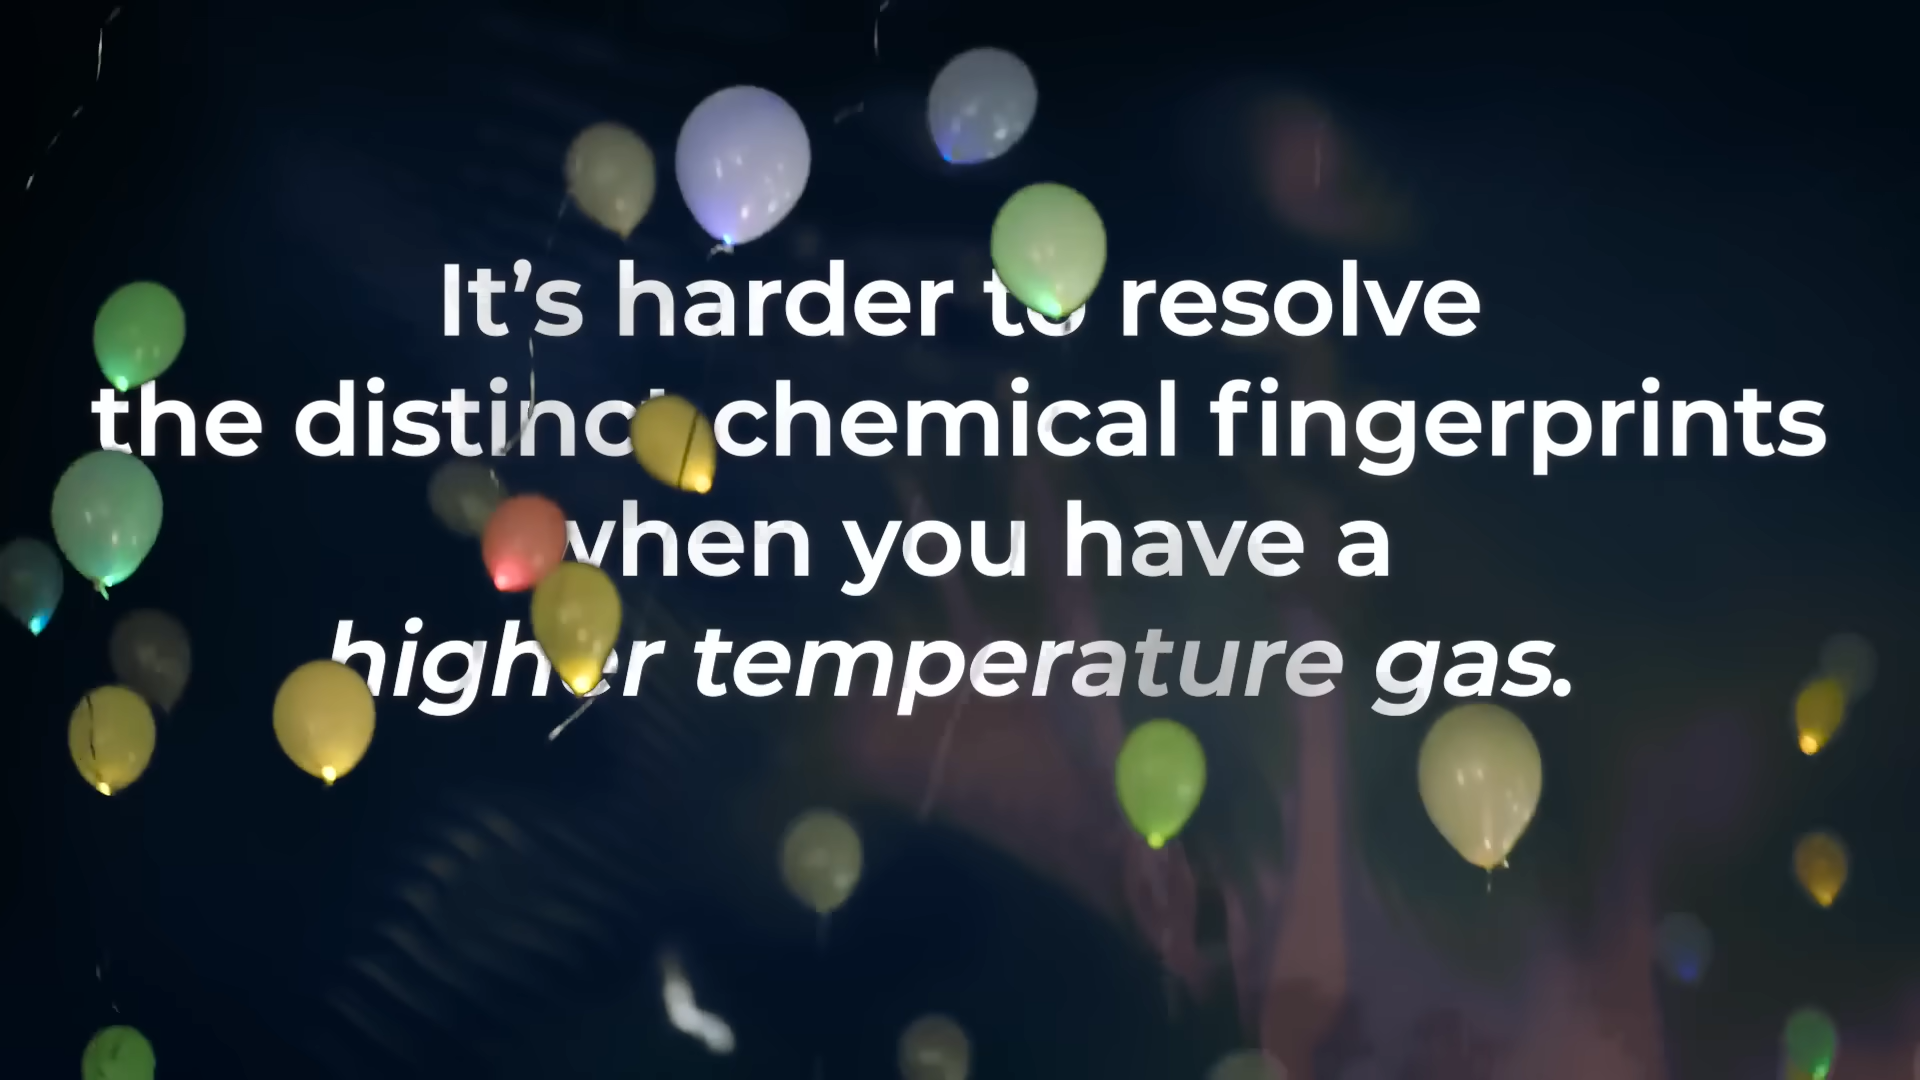 It’s harder to resolve
the distinct chemical fingerprints
when you have a
higher temperature gas.